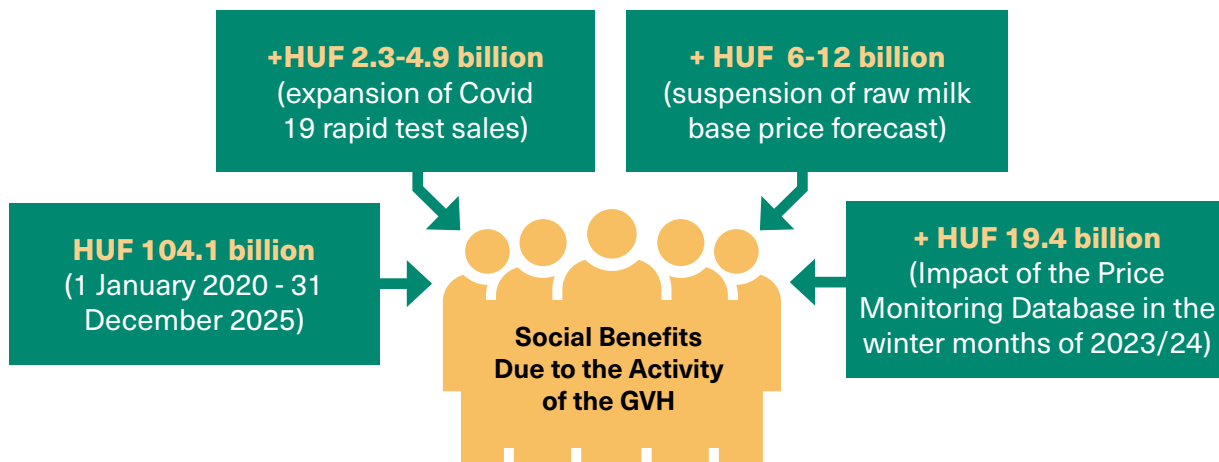 +HUF 2.3-4.9 billion
(expansion of Covid
19 rapid test sales)
+ HUF 6-12 billion
(suspension of raw milk
base price forecast)
HUF 104.1 billion
(1 January 2020 - 31
December 2025)
+ HUF 19.4 billion
(Impact of the Price
Monitoring Database in the
winter months of 2023/24)
Social Benefits
Due to the Activity
of the GVH